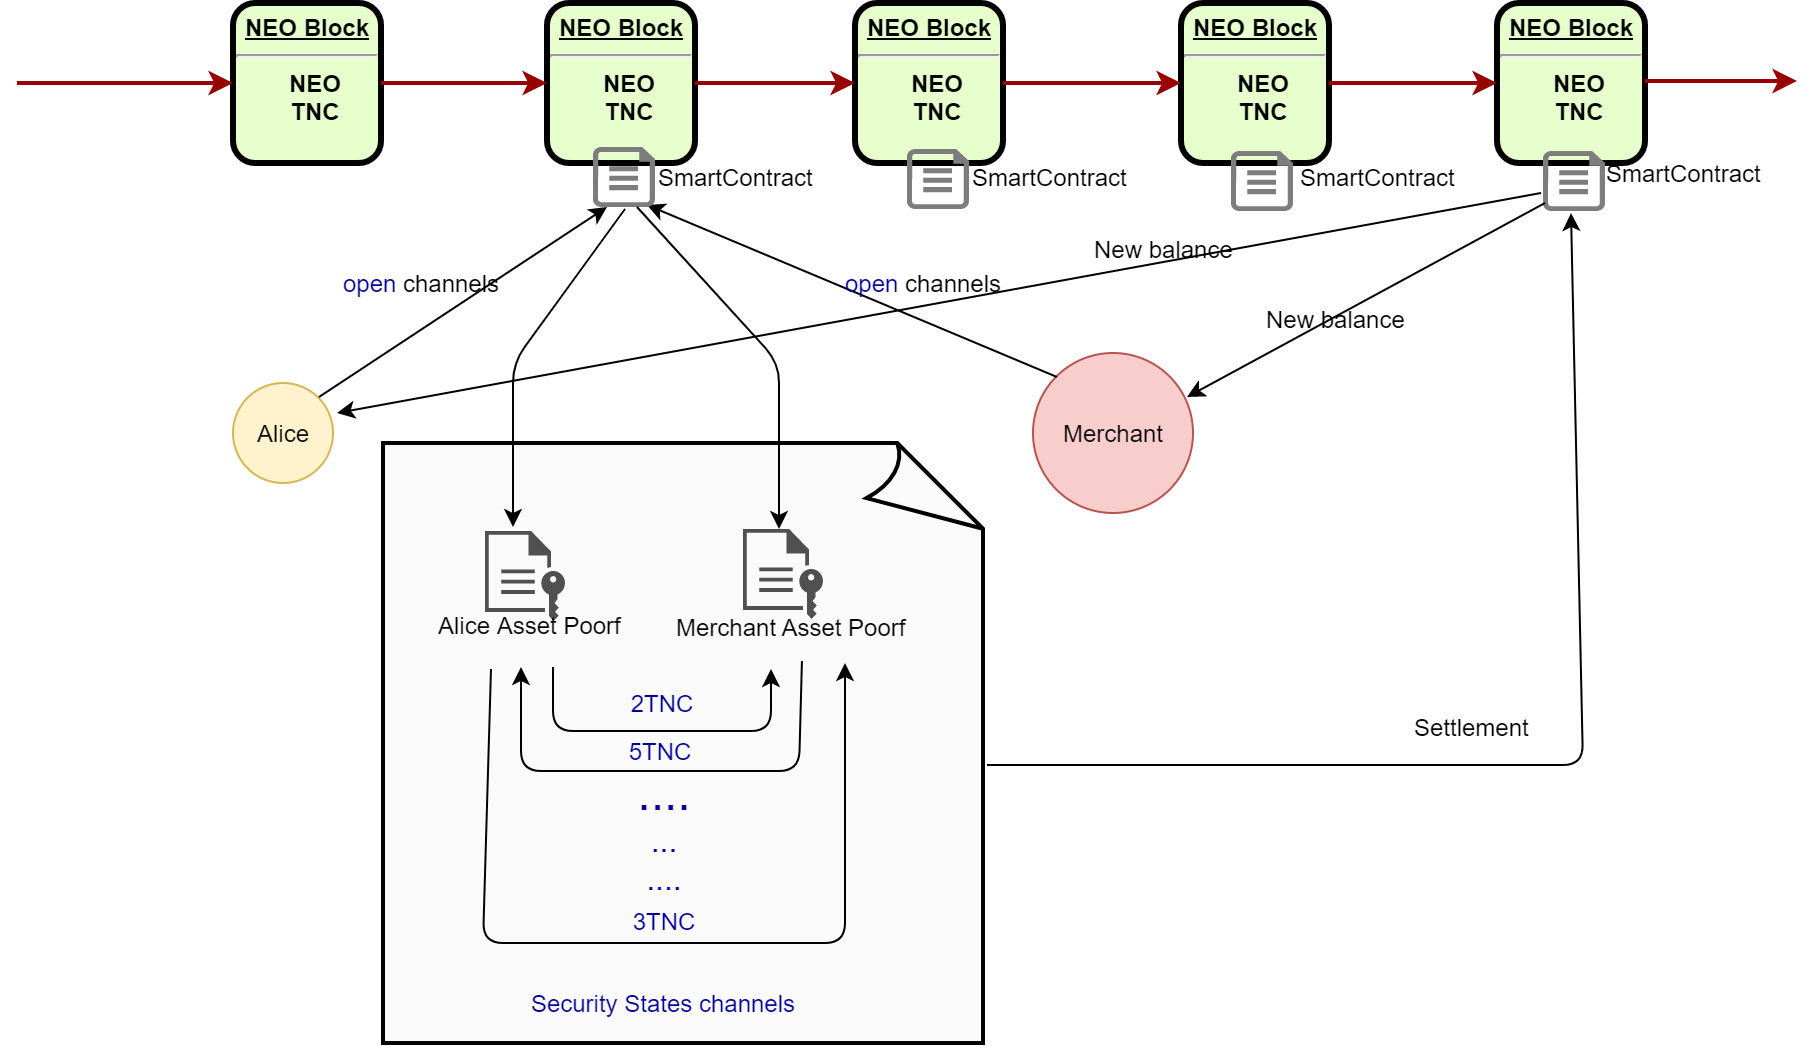 NEO Block
NEO
TNC
NEO Block
NEO
TNC
NEO Block
NEO
TNC
NEO Block
NEO
TNC
NEO Block
NEO
TNC
SmartContract
SmartContract
SmartContract
SmartContract
New balance
open channels
open channels
New balance
Alice
Merchant
Alice Asset Poorf
Merchant Asset Poorf
2TNC
5TNC
....
...
....
3TNC
Settlement
Security States channels